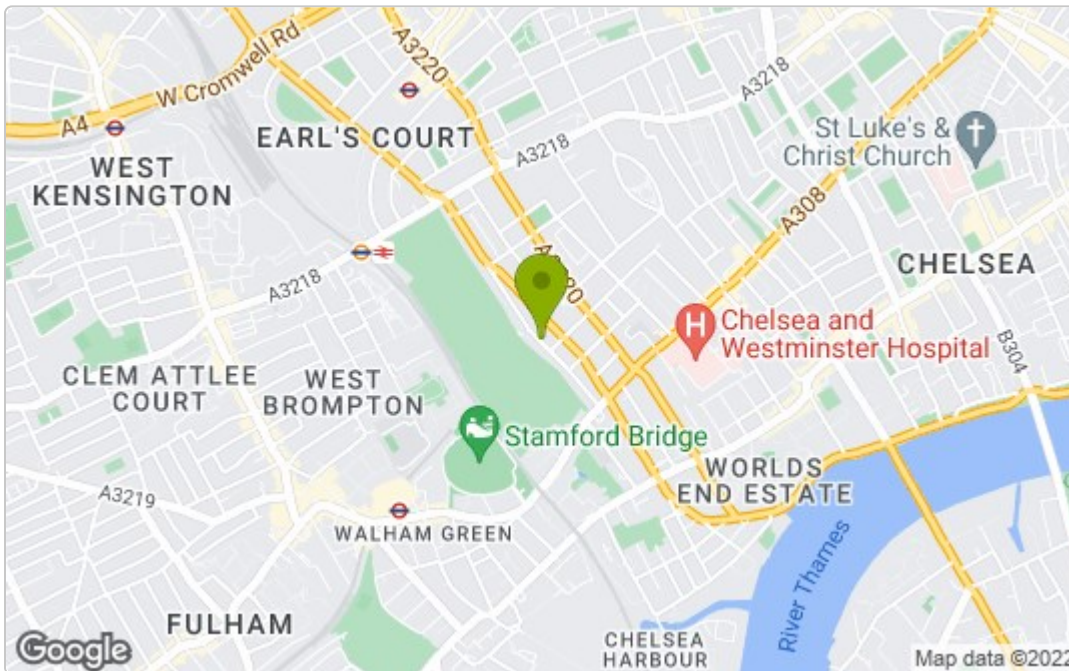 A3220
W Cromwell Rd
A4
WEST
KENSINGTON
EARL'S COURT
A3218
A3218
A308
St Luke's &
Christ Church
CHELSEA
B304
A3218
Chelsea and
Westminster Hospital
CLEM ATTLEE
COURT
WEST
BROMPTON
Stamford Bridge
WORLDS
END ESTATE
A3219
WALHAM GREEN
River Thames
FULHAM
CHELSEA
HARBOUR
Google
Map data ©2022